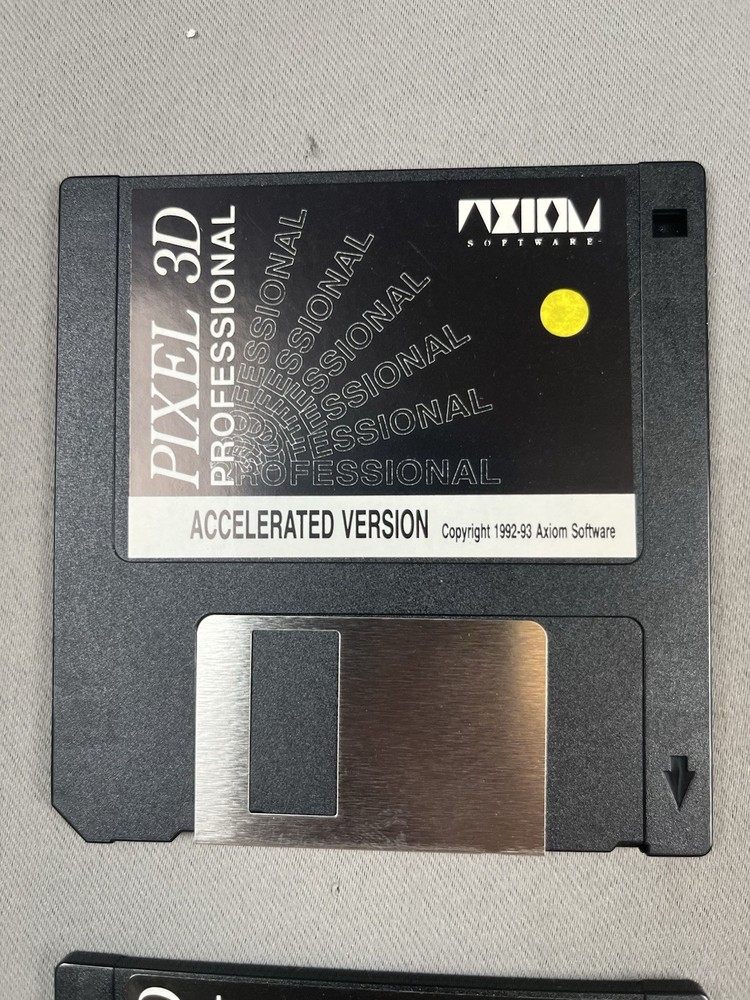 PIXEL 3D
PROFESSIONAL
PROFESSIONAL
PROFESSIONAL
PROFESSIONAL
PROFESSIONAL
PROFESSIONAL
PROFESSIONAL
AXIOM
SOFTWARE
ACCELERATED VERSION Copyright 1992-93 Axiom Software